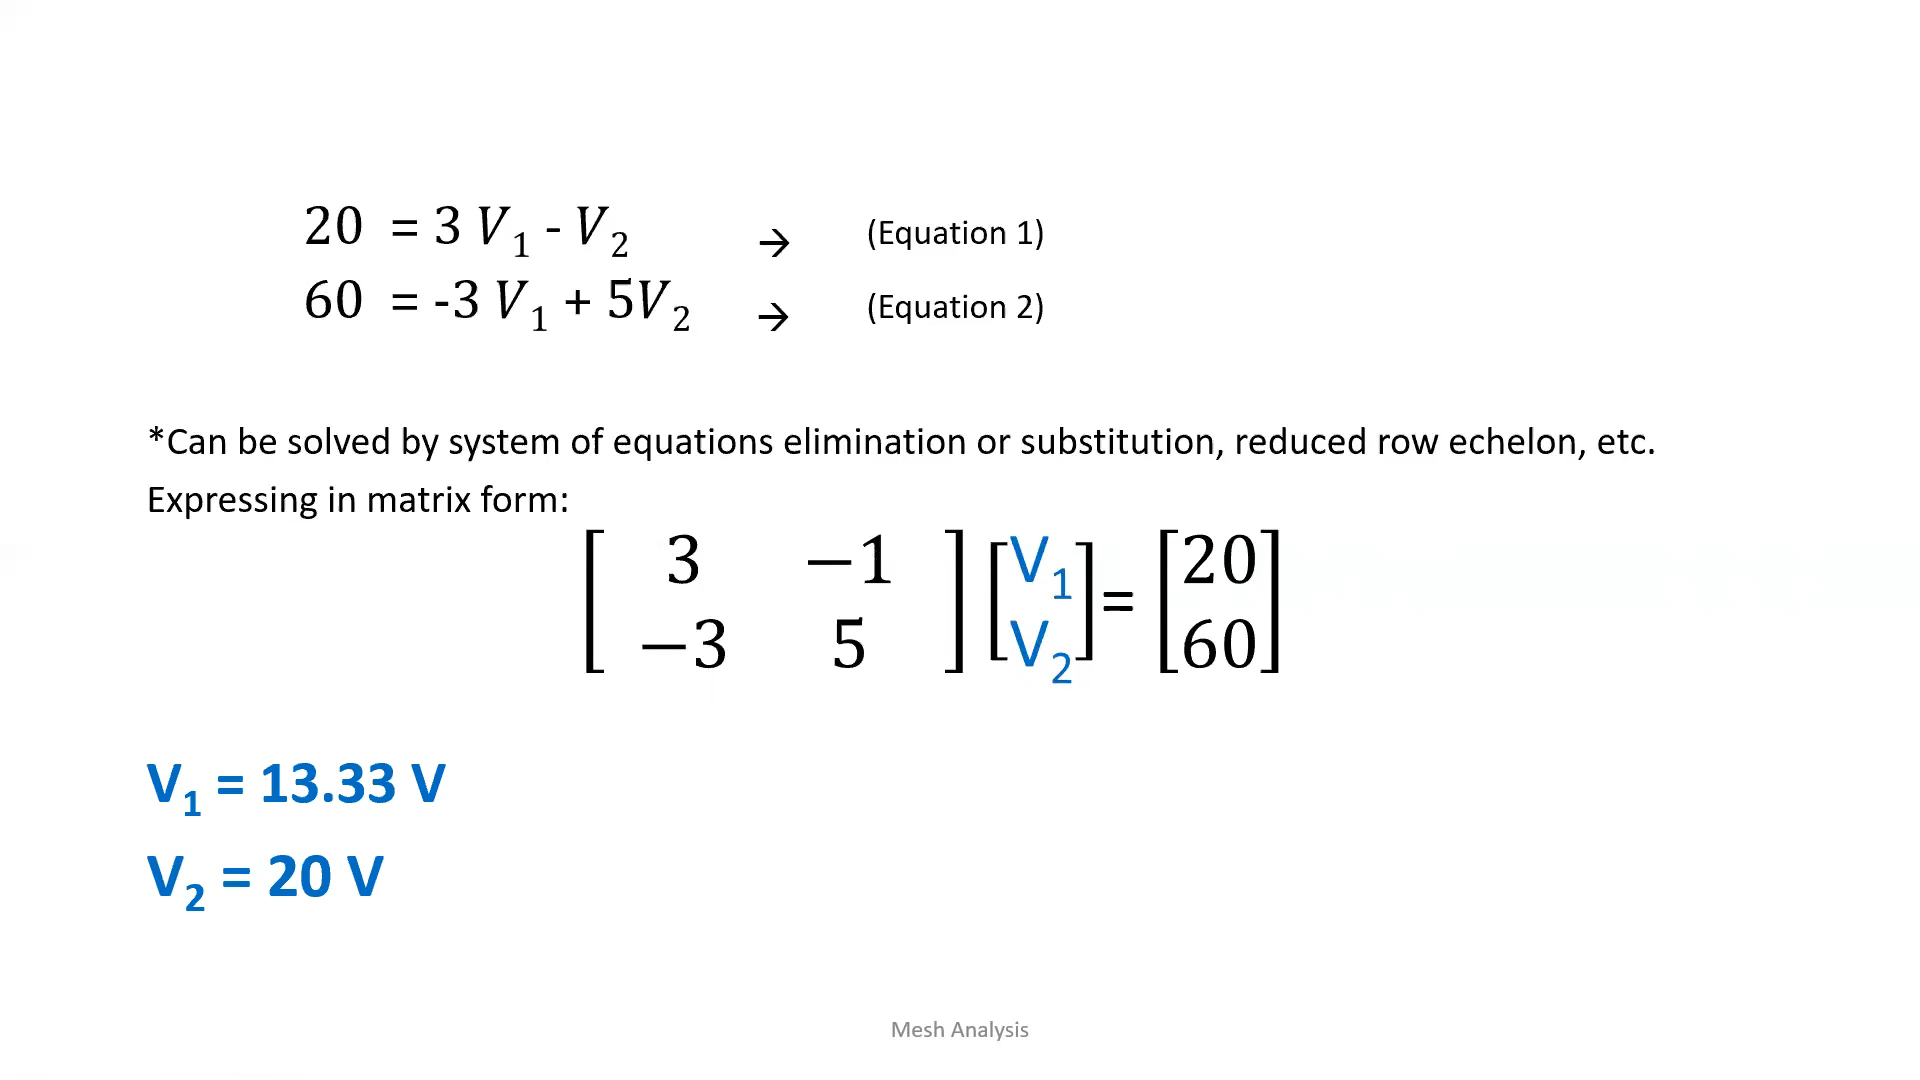 20 = 3 V₁ - V₂ → (Equation 1)
60 = -3 V₁ + 5V₂ → (Equation 2)
*Can be solved by system of equations elimination or substitution, reduced row echelon, etc.
Expressing in matrix form:
[ 3 −1 ] [V₁] = [20]
[ −3 5 ] [V₂] [60]
V₁ = 13.33 V
V₂ = 20 V
Mesh Analysis